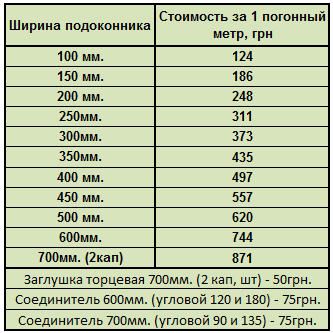 Ширина подоконника Стоимость за 1 погонный
метр, грн
100 мм. 124
150 мм. 186
200 мм. 248
250мм. 311
300мм. 373
350мм. 435
400 мм. 497
450 мм. 557
500 мм. 620
600мм. 744
700мм. (2кап) 871
Заглушка торцевая 700мм. (2 кап, шт) - 50грн.
Соединитель 600мм. (угловой 120 и 180) - 75грн.
Соединитель 700мм. (угловой 90 и 135) - 75грн.